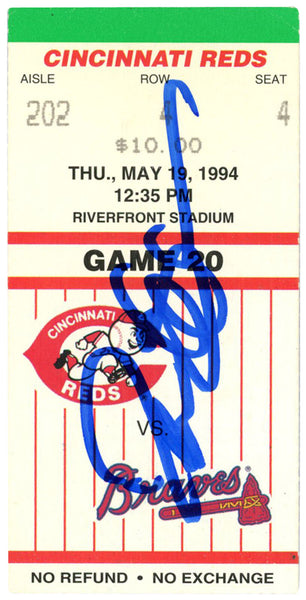 CINCINNATI REDS
AISLE ROW SEAT
202 4 4
$10.00
THU., MAY 19, 1994
12:35 PM
RIVERFRONT STADIUM
GAME 20
CINCINNATI
REDS
VS.
Braves
NO REFUND • NO EXCHANGE